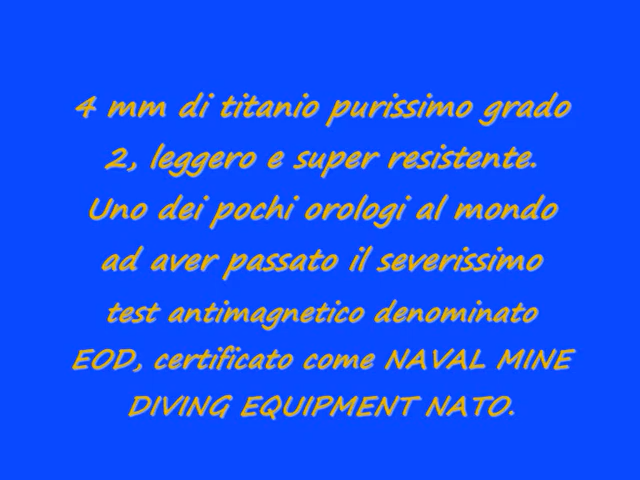 4 mm di titanio purissimo grado
2, leggero e super resistente.
Uno dei pochi orologi al mondo
ad aver passato il severissimo
test antimagnetico denominato
EOD, certificato come NAVAL MINE
DIVING EQUIPMENT NATO.